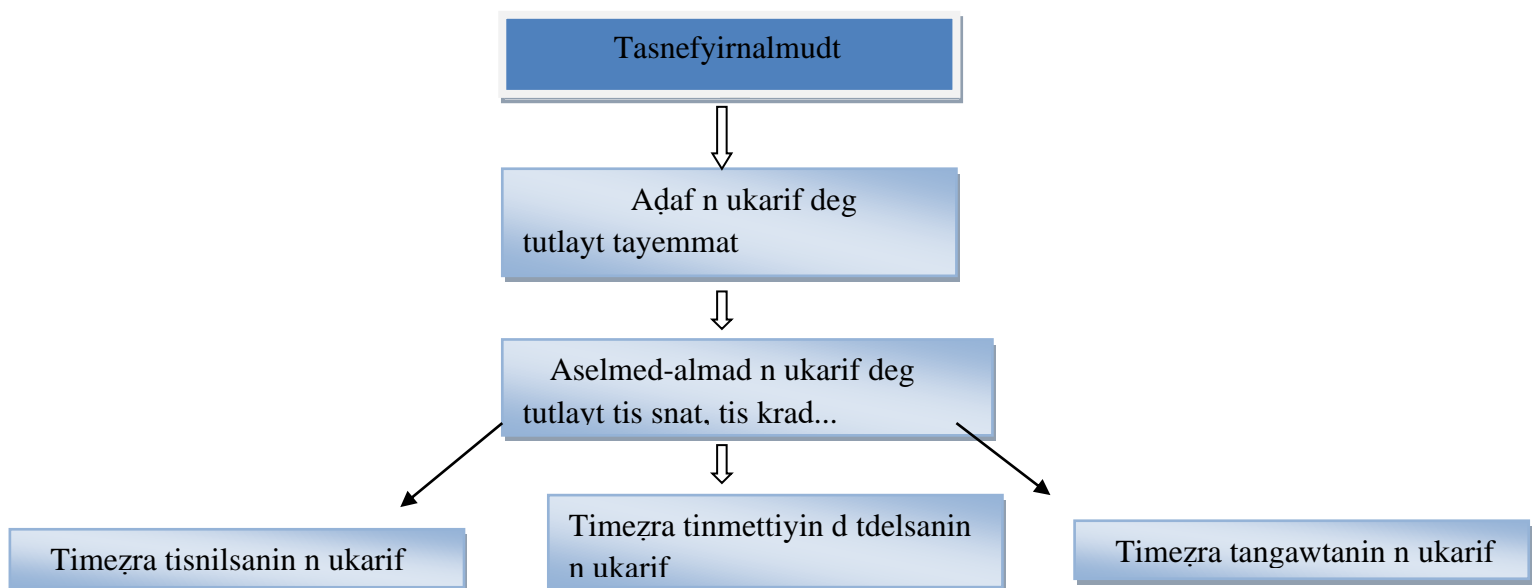 Tasnefyirnalmudt
Aḍaf n ukarif deg
tutlayt tayemmat
Aselmed-almad n ukarif deg
tutlayt tis snat, tis krad...
Timeẓra tisnilsanin n ukarif
Timeẓra tinmettiyin d tdelsanin
n ukarif
Timeẓra tangawtanin n ukarif